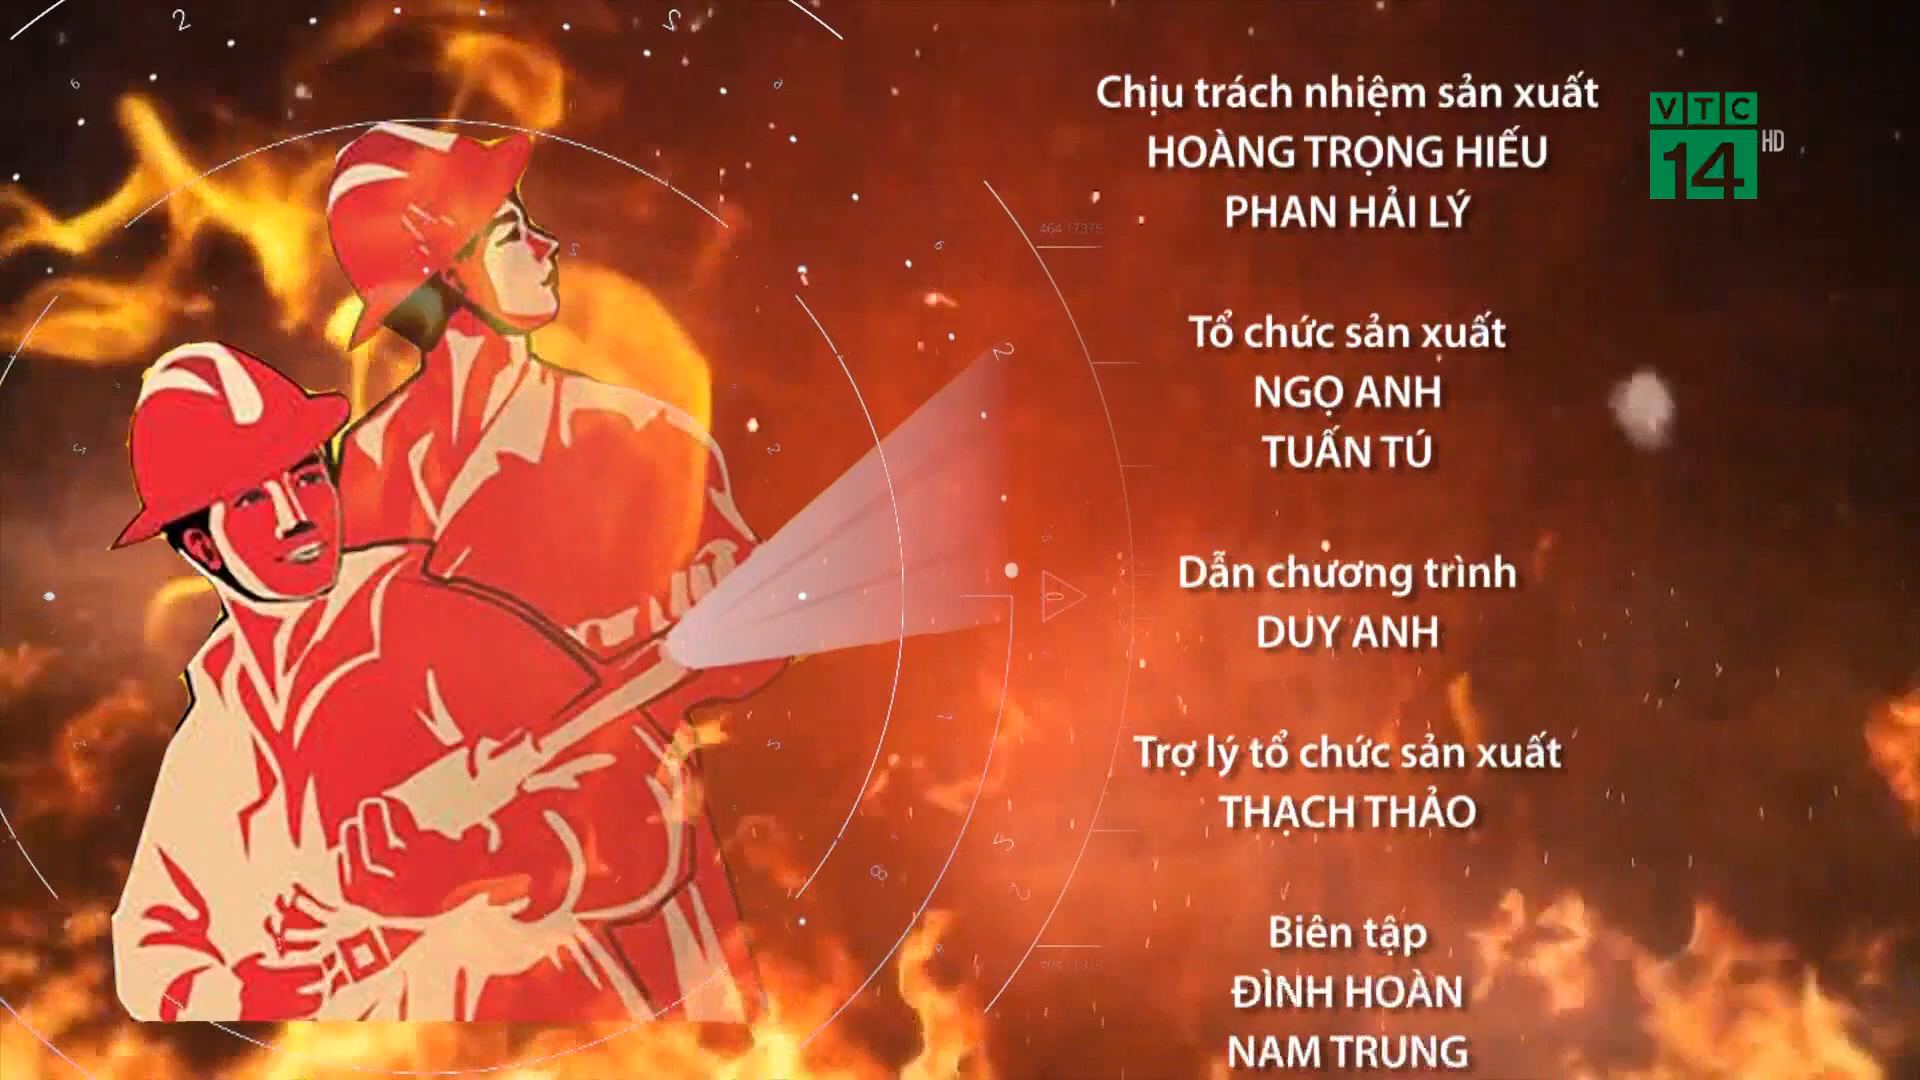 Chịu trách nhiệm sản xuất
HOÀNG TRỌNG HIẾU
PHAN HẢI LÝ
VTC
14
HD
Tổ chức sản xuất
NGỌ ANH
TUẤN TÚ
Dẫn chương trình
DUY ANH
Trợ lý tổ chức sản xuất
THẠCH THẢO
Biên tập
ĐÌNH HOÀN
NAM TRUNG